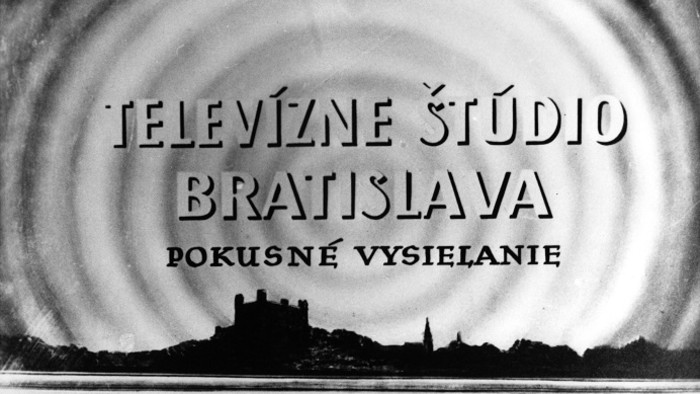 TELEVÍZNE ŠTÚDIO
BRATISLAVA
POKUSNÉ VYSIELANIE